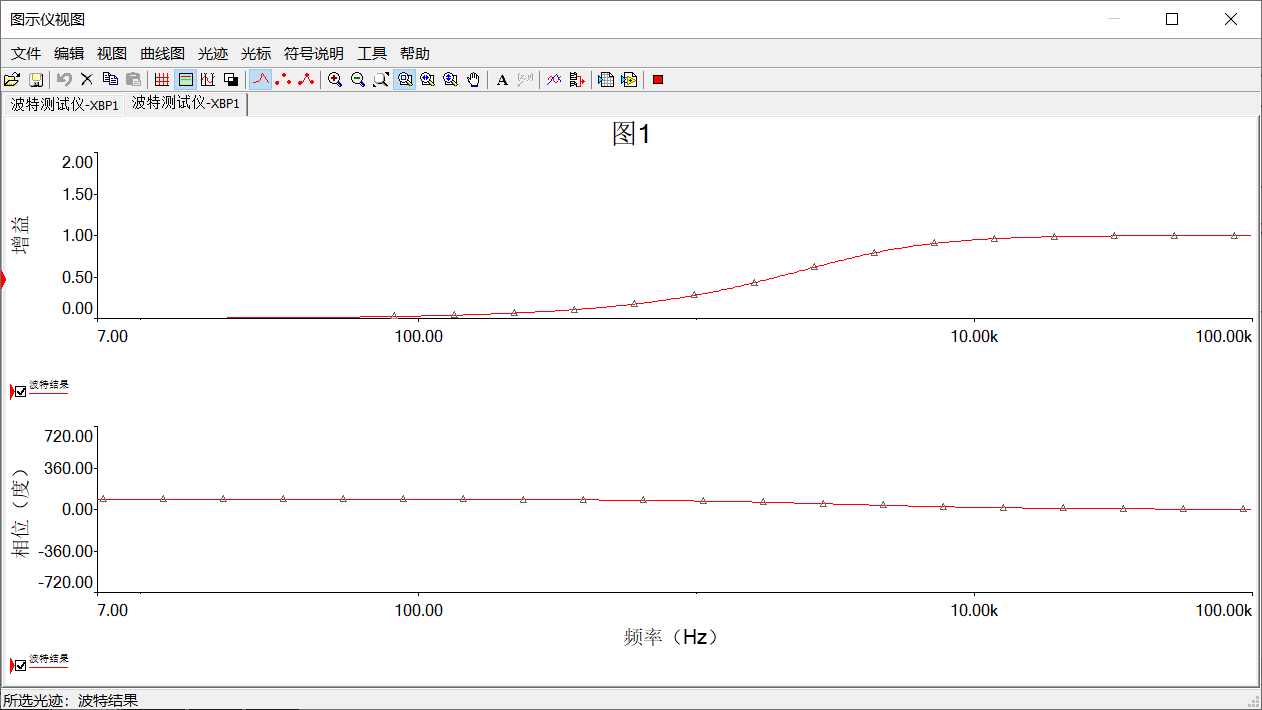 图示仪视图
文件 编辑 视图 曲线图 光迹 光标 符号说明 工具 帮助
A
波特测试仪-XBP1 波特测试仪-XBP1
图1
增益
2.00
1.50
1.00
0.50
0.00
7.00 100.00 10.00k 100.00k
波特结果
相位（度）
720.00
360.00
0.00
-360.00
-720.00
7.00 100.00 10.00k 100.00k
频率（Hz）
波特结果
所选光迹：波特结果